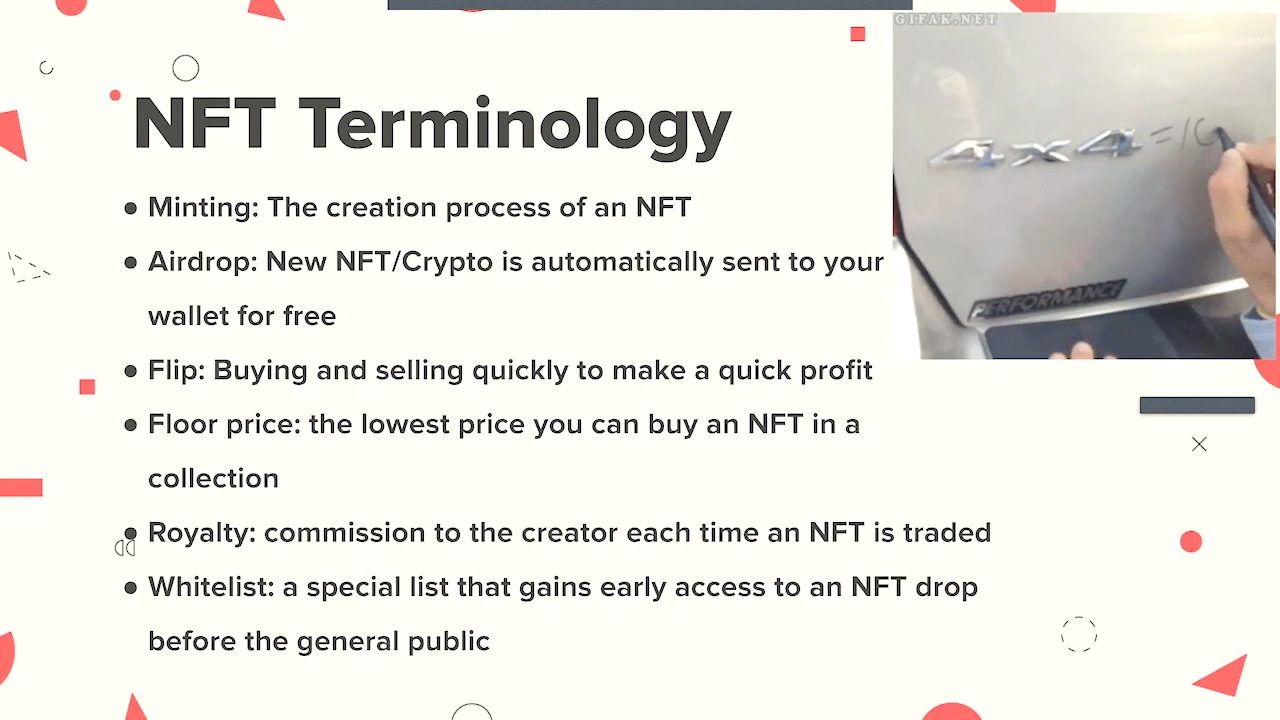 GIFAK.NET
NFT Terminology
4x4 =16
PERFORMANCE
• Minting: The creation process of an NFT
• Airdrop: New NFT/Crypto is automatically sent to your
wallet for free
• Flip: Buying and selling quickly to make a quick profit
• Floor price: the lowest price you can buy an NFT in a
collection
• Royalty: commission to the creator each time an NFT is traded
• Whitelist: a special list that gains early access to an NFT drop
before the general public